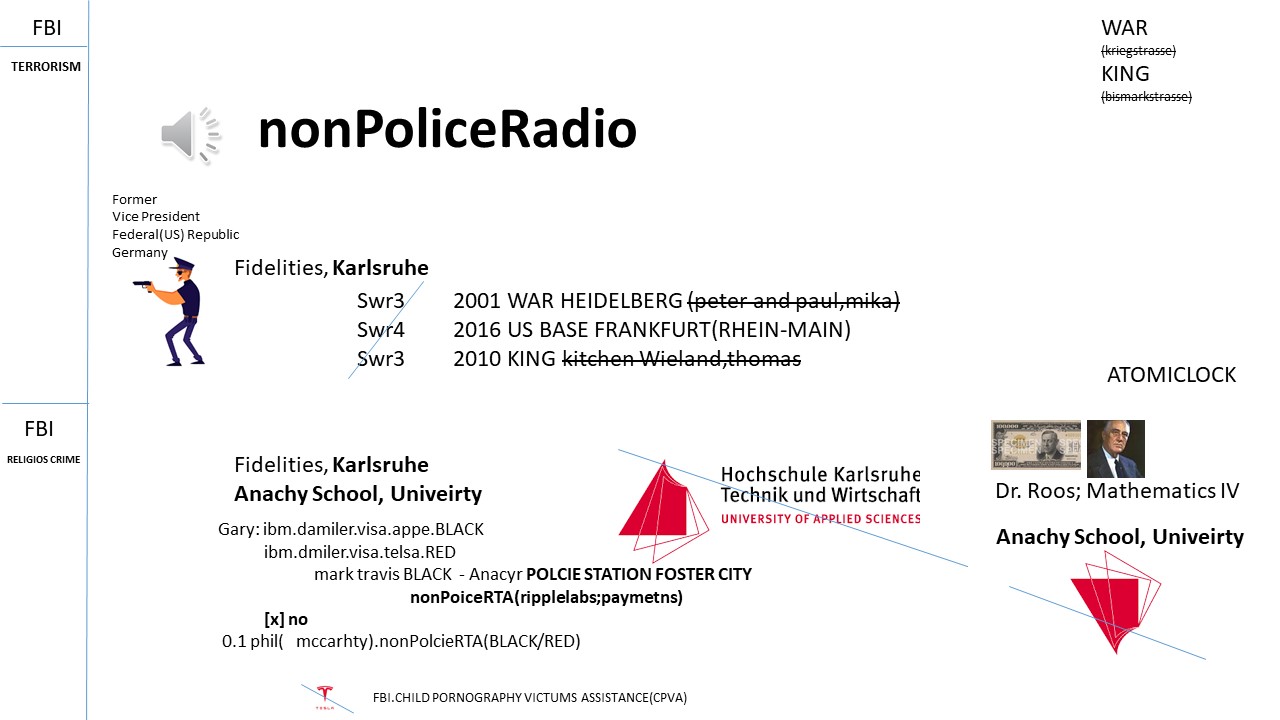 FBI
TERRORISM
WAR
(kriegstrasse)
KING
(bismarkstrasse)
nonPoliceRadio
Former
Vice President
Federal(US) Republic
Germany
Fidelities, Karlsruhe
Swr3 2001 WAR HEIDELBERG (peter and paul,mika)
Swr4 2016 US BASE FRANKFURT(RHEIN-MAIN)
Swr3 2010 KING kitchen Wieland,thomas
ATOMICLOCK
FBI
RELIGIOS CRIME
Fidelities, Karlsruhe
Anachy School, Univeirty
Hochschule Karlsruhe
Technik und Wirtschaft
UNIVERSITY OF APPLIED SCIENCES
100000
SPECIMEN
SPECIMEN
100000
Dr. Roos; Mathematics IV
Anachy School, Univeirty
Gary: ibm.damiler.visa.appe.BLACK
ibm.dmiler.visa.telsa.RED
mark travis BLACK - Anacyr POLCIE STATION FOSTER CITY
nonPoiceRTA(ripplelabs;paymetns)
[x] no
0.1 phil( mccarhty).nonPolcieRTA(BLACK/RED)
TESLA
FBI.CHILD PORNOGRAPHY VICTUMS ASSISTANCE(CPVA)